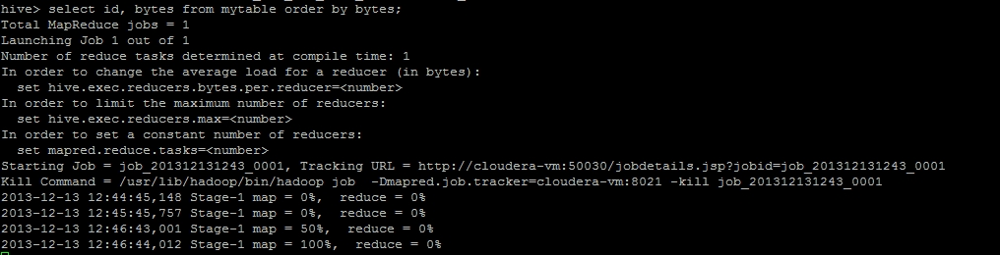 hive> select id, bytes from mytable order by bytes;
Total MapReduce jobs = 1
Launching Job 1 out of 1
Number of reduce tasks determined at compile time: 1
In order to change the average load for a reducer (in bytes):
  set hive.exec.reducers.bytes.per.reducer=<number>
In order to limit the maximum number of reducers:
  set hive.exec.reducers.max=<number>
In order to set a constant number of reducers:
  set mapred.reduce.tasks=<number>
Starting Job = job_201312131243_0001, Tracking URL = http://cloudera-vm:50030/jobdetails.jsp?jobid=job_201312131243_0001
Kill Command = /usr/lib/hadoop/bin/hadoop job  -Dmapred.job.tracker=cloudera-vm:8021 -kill job_201312131243_0001
2013-12-13 12:44:45,148 Stage-1 map = 0%,  reduce = 0%
2013-12-13 12:45:45,757 Stage-1 map = 0%,  reduce = 0%
2013-12-13 12:46:43,001 Stage-1 map = 50%,  reduce = 0%
2013-12-13 12:46:44,012 Stage-1 map = 100%,  reduce = 0%